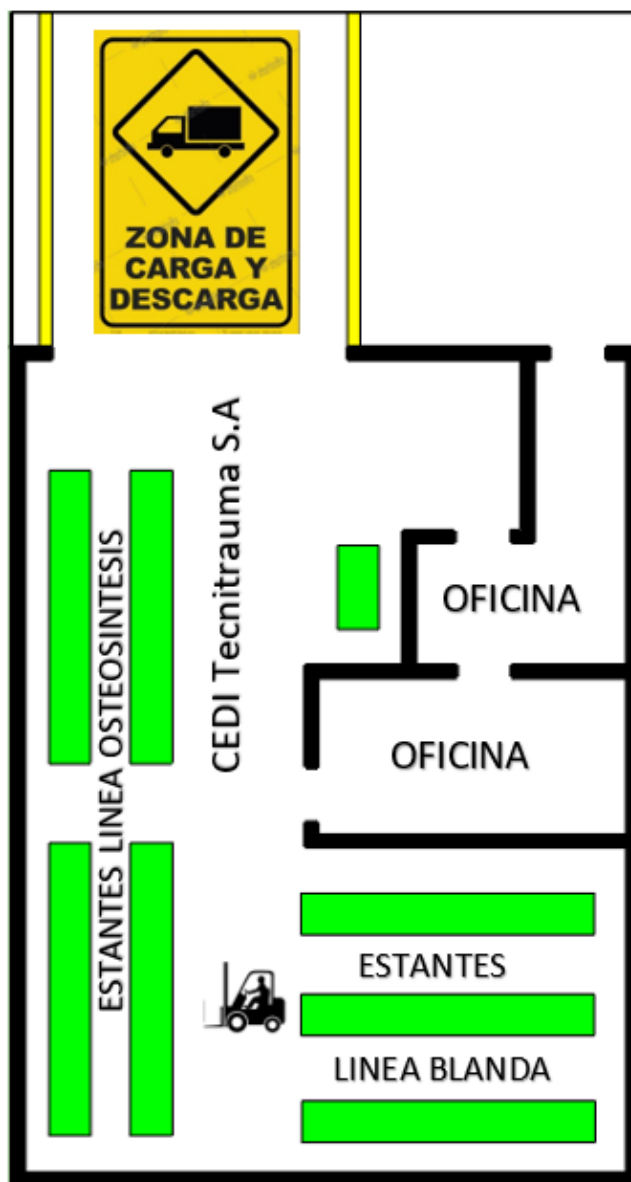 ZONA DE
CARGA Y
DESCARGA
CEDI Tecnitrauma S.A
OFICINA
OFICINA
ESTANTES LINEA OSTEOSINTESIS
ESTANTES
LINEA BLANDA